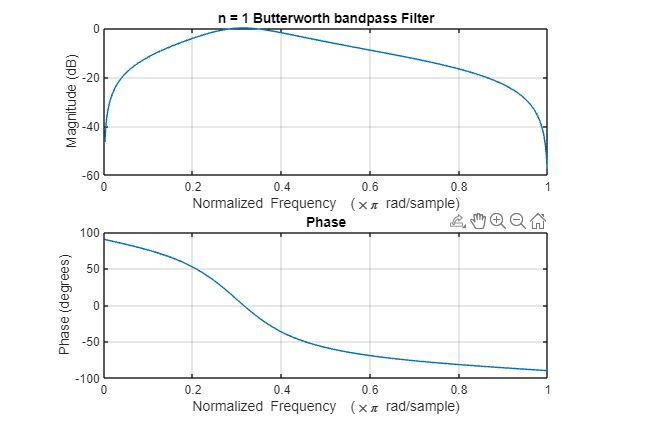 n = 1 Butterworth bandpass Filter
Magnitude (dB)
0
-20
-40
-60
0 0.2 0.4 0.6 0.8 1
Normalized Frequency (×π rad/sample)
Phase
Phase (degrees)
100
50
0
-50
-100
0 0.2 0.4 0.6 0.8 1
Normalized Frequency (×π rad/sample)